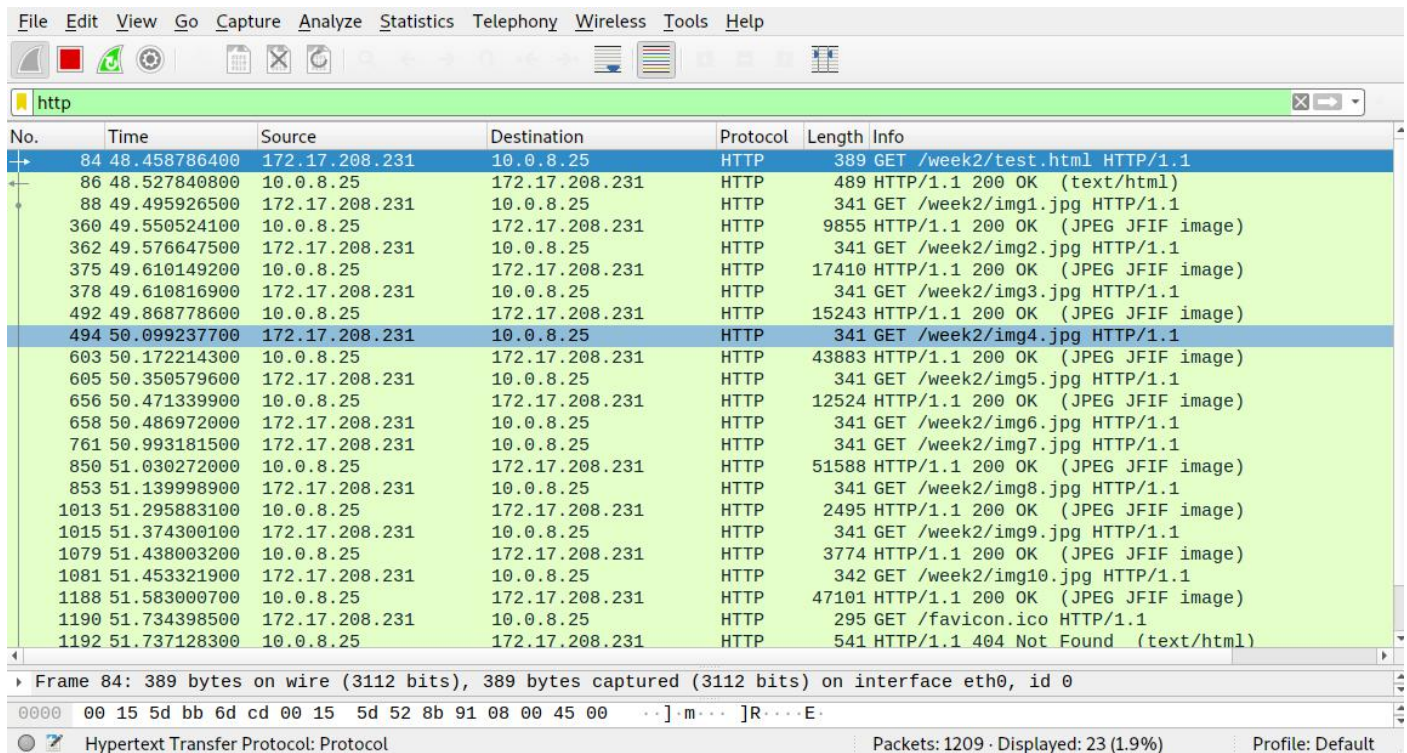 File Edit View Go Capture Analyze Statistics Telephony Wireless Tools Help
http
No. Time Source Destination Protocol Length Info
84 48.458786400 172.17.208.231 10.0.8.25 HTTP 389 GET /week2/test.html HTTP/1.1
86 48.527840800 10.0.8.25 172.17.208.231 HTTP 489 HTTP/1.1 200 OK (text/html)
88 49.495926500 172.17.208.231 10.0.8.25 HTTP 341 GET /week2/img1.jpg HTTP/1.1
360 49.550524100 10.0.8.25 172.17.208.231 HTTP 9855 HTTP/1.1 200 OK (JPEG JFIF image)
362 49.576647500 172.17.208.231 10.0.8.25 HTTP 341 GET /week2/img2.jpg HTTP/1.1
375 49.610149200 10.0.8.25 172.17.208.231 HTTP 17410 HTTP/1.1 200 OK (JPEG JFIF image)
378 49.610816900 172.17.208.231 10.0.8.25 HTTP 341 GET /week2/img3.jpg HTTP/1.1
492 49.868778600 10.0.8.25 172.17.208.231 HTTP 15243 HTTP/1.1 200 OK (JPEG JFIF image)
494 50.099237700 172.17.208.231 10.0.8.25 HTTP 341 GET /week2/img4.jpg HTTP/1.1
603 50.172214300 10.0.8.25 172.17.208.231 HTTP 43883 HTTP/1.1 200 OK (JPEG JFIF image)
605 50.350579600 172.17.208.231 10.0.8.25 HTTP 341 GET /week2/img5.jpg HTTP/1.1
656 50.471339900 10.0.8.25 172.17.208.231 HTTP 12524 HTTP/1.1 200 OK (JPEG JFIF image)
658 50.486972000 172.17.208.231 10.0.8.25 HTTP 341 GET /week2/img6.jpg HTTP/1.1
761 50.993181500 172.17.208.231 10.0.8.25 HTTP 341 GET /week2/img7.jpg HTTP/1.1
850 51.030272000 10.0.8.25 172.17.208.231 HTTP 51588 HTTP/1.1 200 OK (JPEG JFIF image)
853 51.139998900 172.17.208.231 10.0.8.25 HTTP 341 GET /week2/img8.jpg HTTP/1.1
1013 51.295883100 10.0.8.25 172.17.208.231 HTTP 2495 HTTP/1.1 200 OK (JPEG JFIF image)
1015 51.374300100 172.17.208.231 10.0.8.25 HTTP 341 GET /week2/img9.jpg HTTP/1.1
1079 51.438003200 10.0.8.25 172.17.208.231 HTTP 3774 HTTP/1.1 200 OK (JPEG JFIF image)
1081 51.453321900 172.17.208.231 10.0.8.25 HTTP 342 GET /week2/img10.jpg HTTP/1.1
1188 51.583000700 10.0.8.25 172.17.208.231 HTTP 47101 HTTP/1.1 200 OK (JPEG JFIF image)
1190 51.734398500 172.17.208.231 10.0.8.25 HTTP 295 GET /favicon.ico HTTP/1.1
1192 51.737128300 10.0.8.25 172.17.208.231 HTTP 541 HTTP/1.1 404 Not Found (text/html)
Frame 84: 389 bytes on wire (3112 bits), 389 bytes captured (3112 bits) on interface eth0, id 0
0000 00 15 5d bb 6d cd 00 15 5d 52 8b 91 08 00 45 00 ··]·m··· ]R····E·
Hypertext Transfer Protocol: Protocol Packets: 1209 · Displayed: 23 (1.9%) Profile: Default